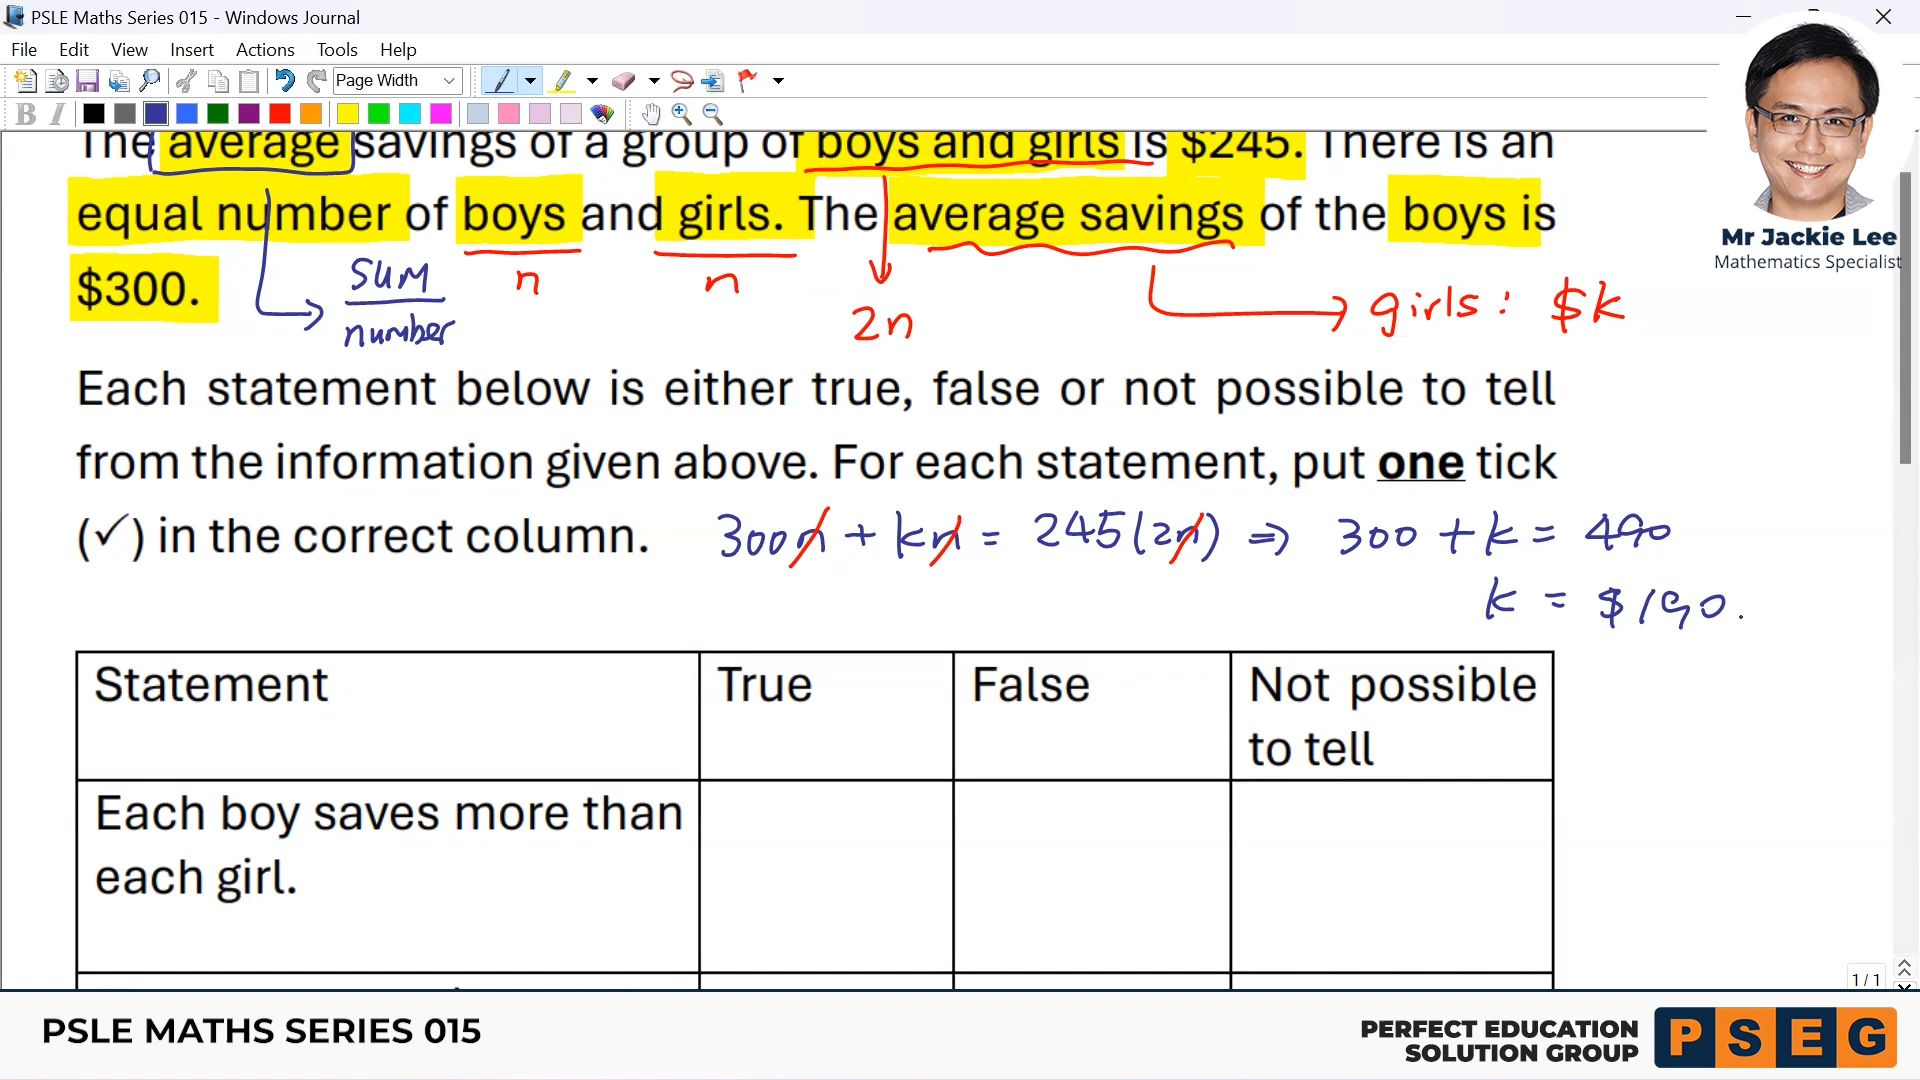 PSLE Maths Series 015 - Windows Journal
File Edit View Insert Actions Tools Help
Page Width
B I
The average savings of a group of boys and girls is $245. There is an
equal number of boys and girls. The average savings of the boys is
$300.
sum
number
n
n
2n
girls: $k
Mr Jackie Lee
Mathematics Specialist
Each statement below is either true, false or not possible to tell
from the information given above. For each statement, put one tick
(✓) in the correct column.
300n + kn = 245(2n) ⇒ 300 + k = 490
k = $190.
Statement True False Not possible
to tell
Each boy saves more than
each girl.
1 / 1
PSLE MATHS SERIES 015
PERFECT EDUCATION
SOLUTION GROUP
PSEG